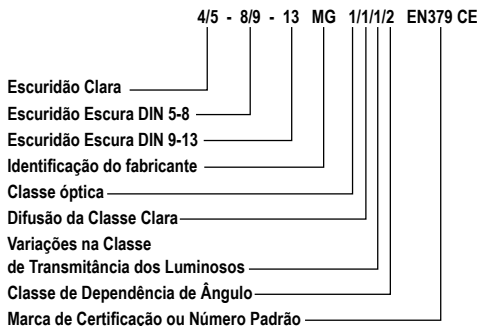 4/5 - 8/9 - 13 MG 1/1/1/2 EN379 CE
Escuridão Clara
Escuridão Escura DIN 5-8
Escuridão Escura DIN 9-13
Identificação do fabricante
Classe óptica
Difusão da Classe Clara
Variações na Classe
de Transmitância dos Luminosos
Classe de Dependência de Ângulo
Marca de Certificação ou Número Padrão